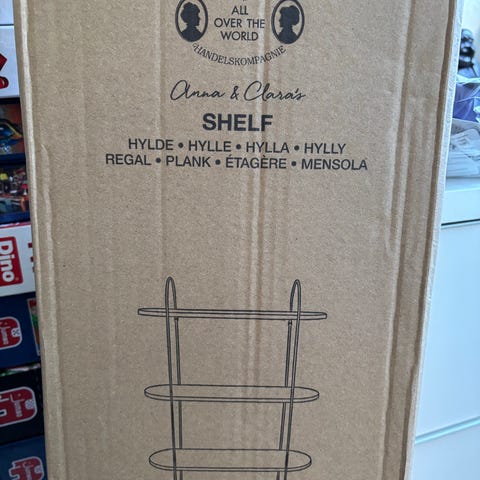 ALL
OVER THE
WORLD
HANDELSKOMPAGNIE
Anna & Clara's
SHELF
HYLDE • HYLLE • HYLLA • HYLLY
REGAL • PLANK • ÉTAGÈRE • MENSOLA
Dino